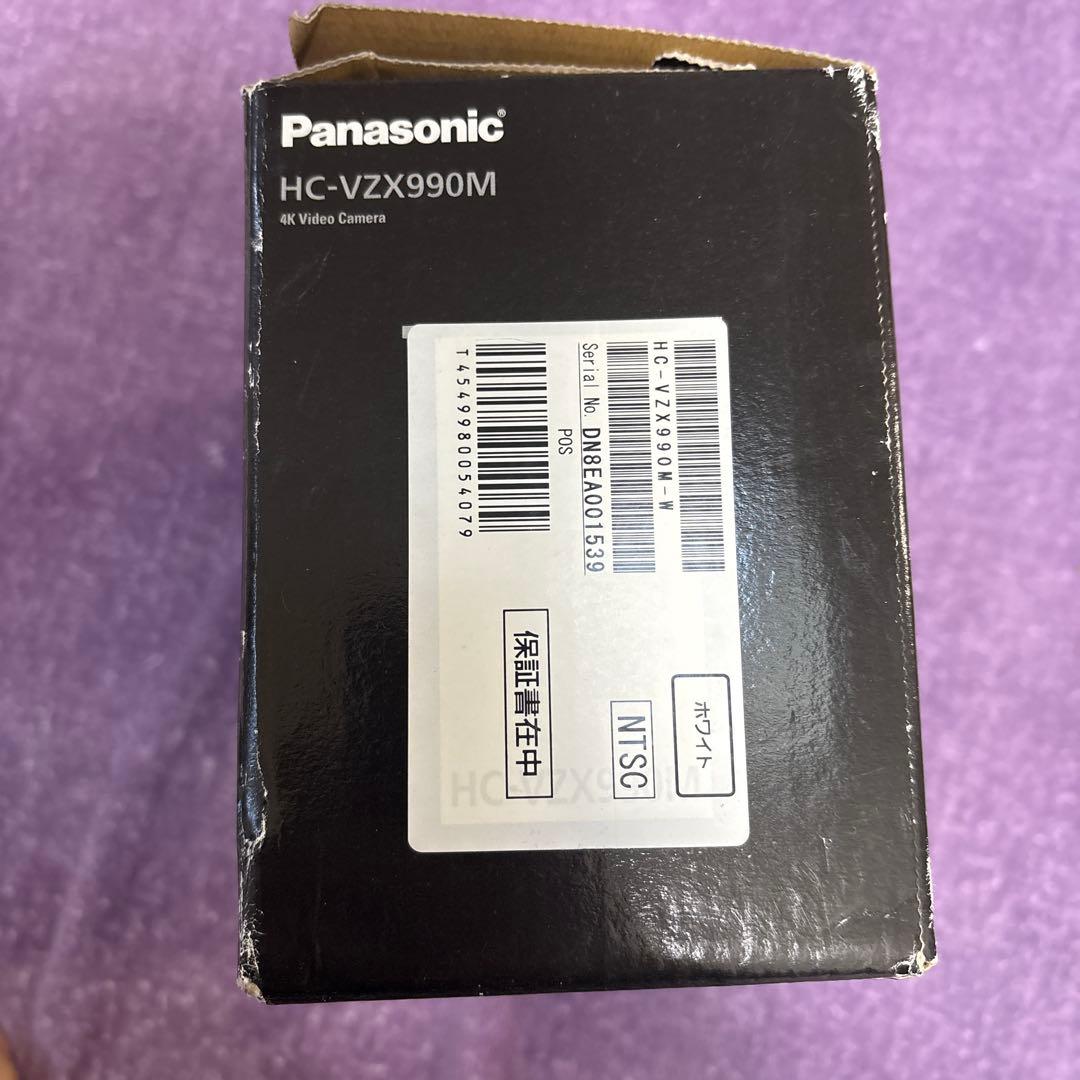 Panasonic®
HC-VZX990M
4K Video Camera
HC-VZX990M-W
Serial No. DN8EA001539
POS
T4549980054079
ホワイト
NTSC
保証書在中
HC-VZX990M